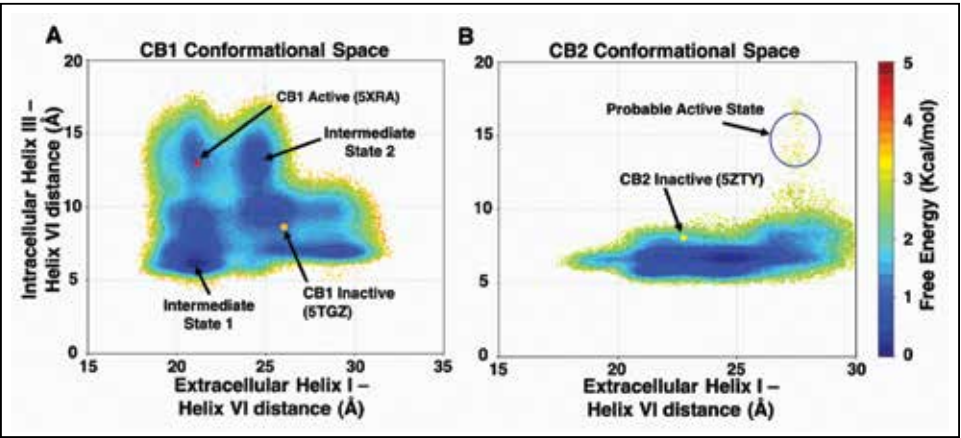 A
CB1 Conformational Space
20
15
10
5
0
15
20
25
30
35
Intracellular Helix III –
Helix VI distance (Å)
Extracellular Helix I –
Helix VI distance (Å)
CB1 Active (5XRA)
Intermediate
State 2
Intermediate
State 1
CB1 Inactive
(5TGZ)
B
CB2 Conformational Space
20
15
10
5
0
15
20
25
30
Extracellular Helix I –
Helix VI distance (Å)
Probable Active State
CB2 Inactive (5ZTY)
5
4
3
2
1
0
Free Energy (Kcal/mol)